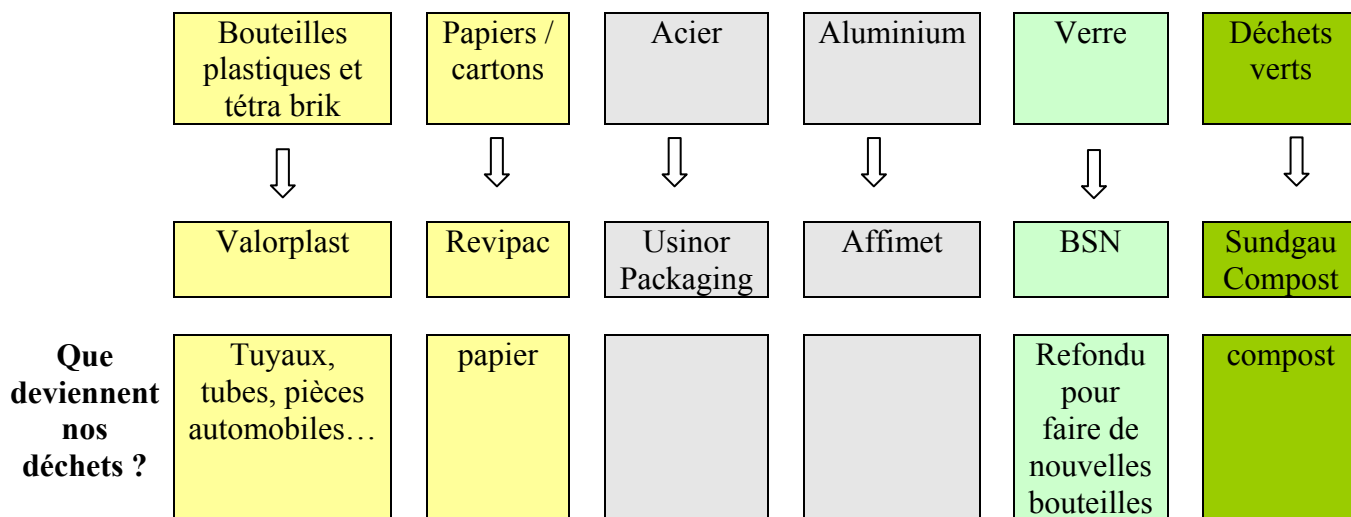 Bouteilles
plastiques et
tétra brik
Papiers /
cartons
Acier
Aluminium
Verre
Déchets
verts
Valorplast
Revipac
Usinor
Packaging
Affimet
BSN
Sundgau
Compost
Que
deviennent
nos
déchets ?
Tuyaux,
tubes, pièces
automobiles…
papier
Refondu
pour
faire de
nouvelles
bouteilles
compost